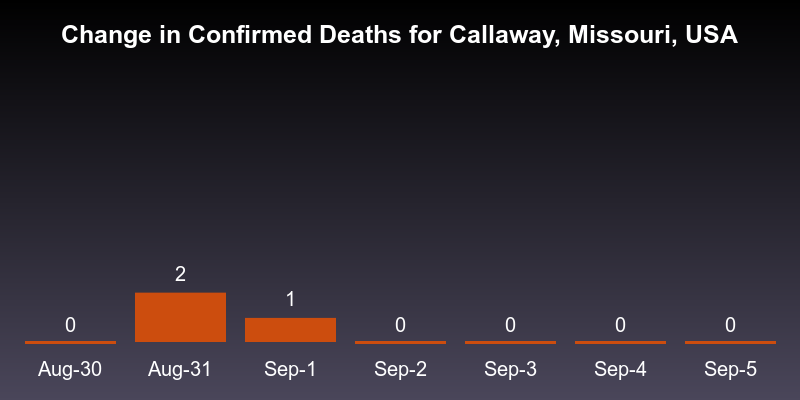 Change in Confirmed Deaths for Callaway, Missouri, USA
2
1
0 0 0 0 0
Aug-30 Aug-31 Sep-1 Sep-2 Sep-3 Sep-4 Sep-5